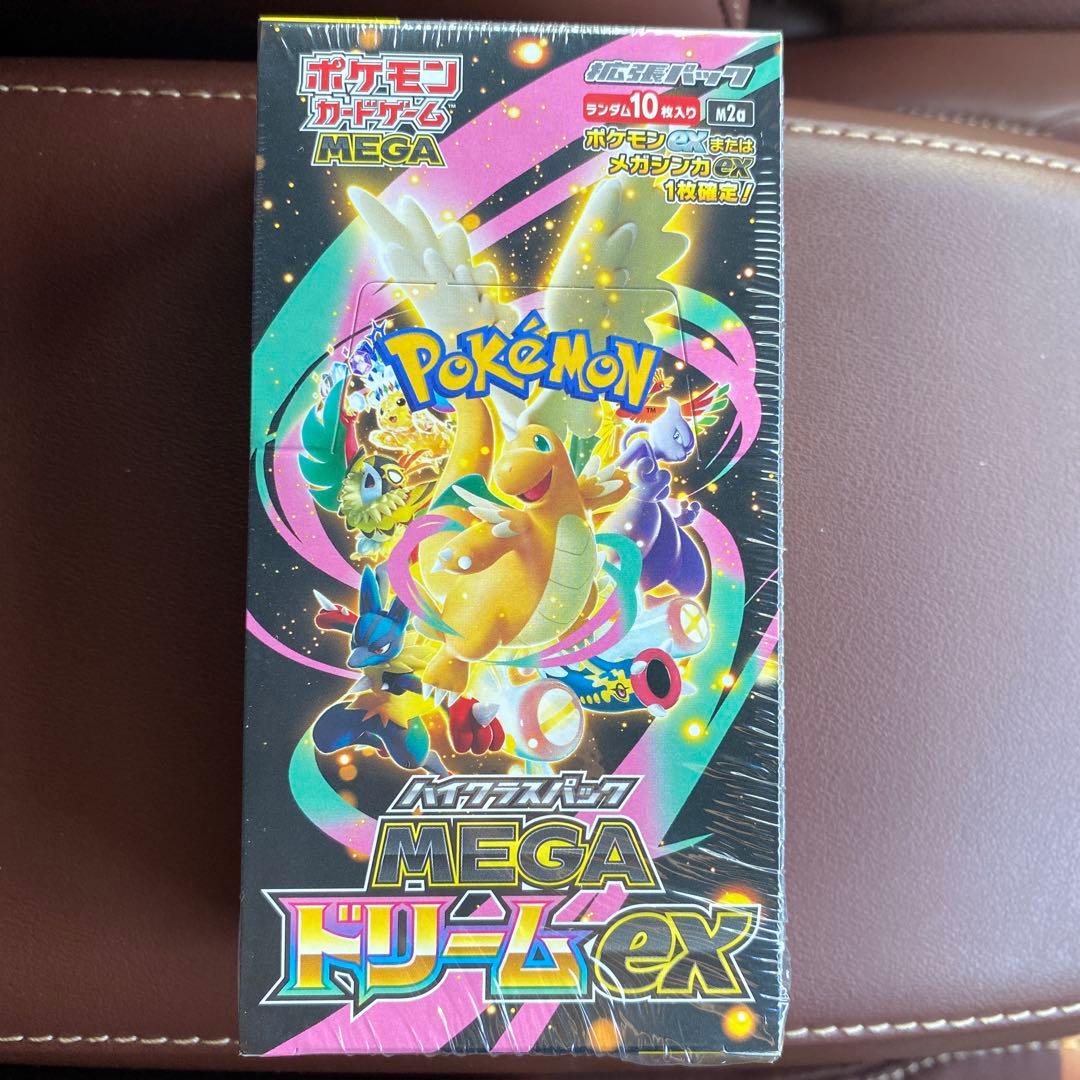 ポケモン
カードゲーム™
MEGA
拡張パック
ランダム10枚入り M2a
ポケモンexまたは
メガシンカex
1枚確定!
POKéMON™
ハイクラスパック
MEGA
ドリームex